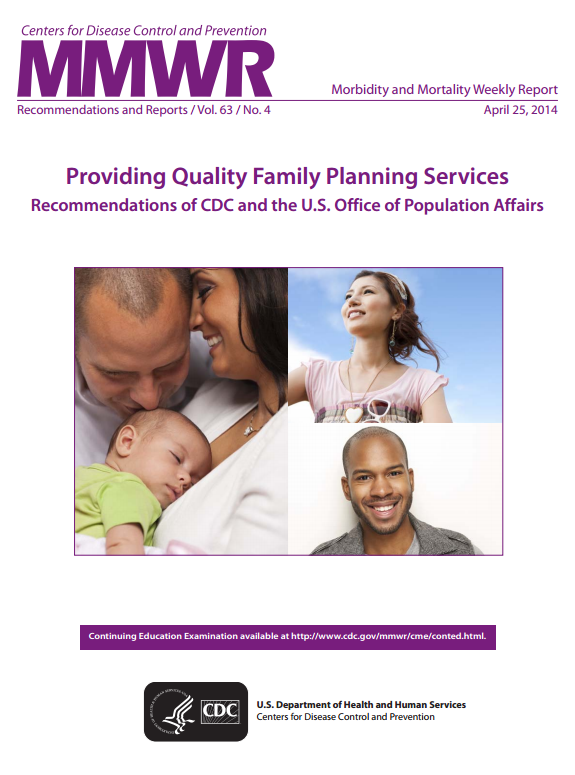 Centers for Disease Control and Prevention
MMWR
Morbidity and Mortality Weekly Report
Recommendations and Reports / Vol. 63 / No. 4
April 25, 2014
Providing Quality Family Planning Services
Recommendations of CDC and the U.S. Office of Population Affairs
Continuing Education Examination available at http://www.cdc.gov/mmwr/cme/conted.html.
CDC
U.S. Department of Health and Human Services
Centers for Disease Control and Prevention